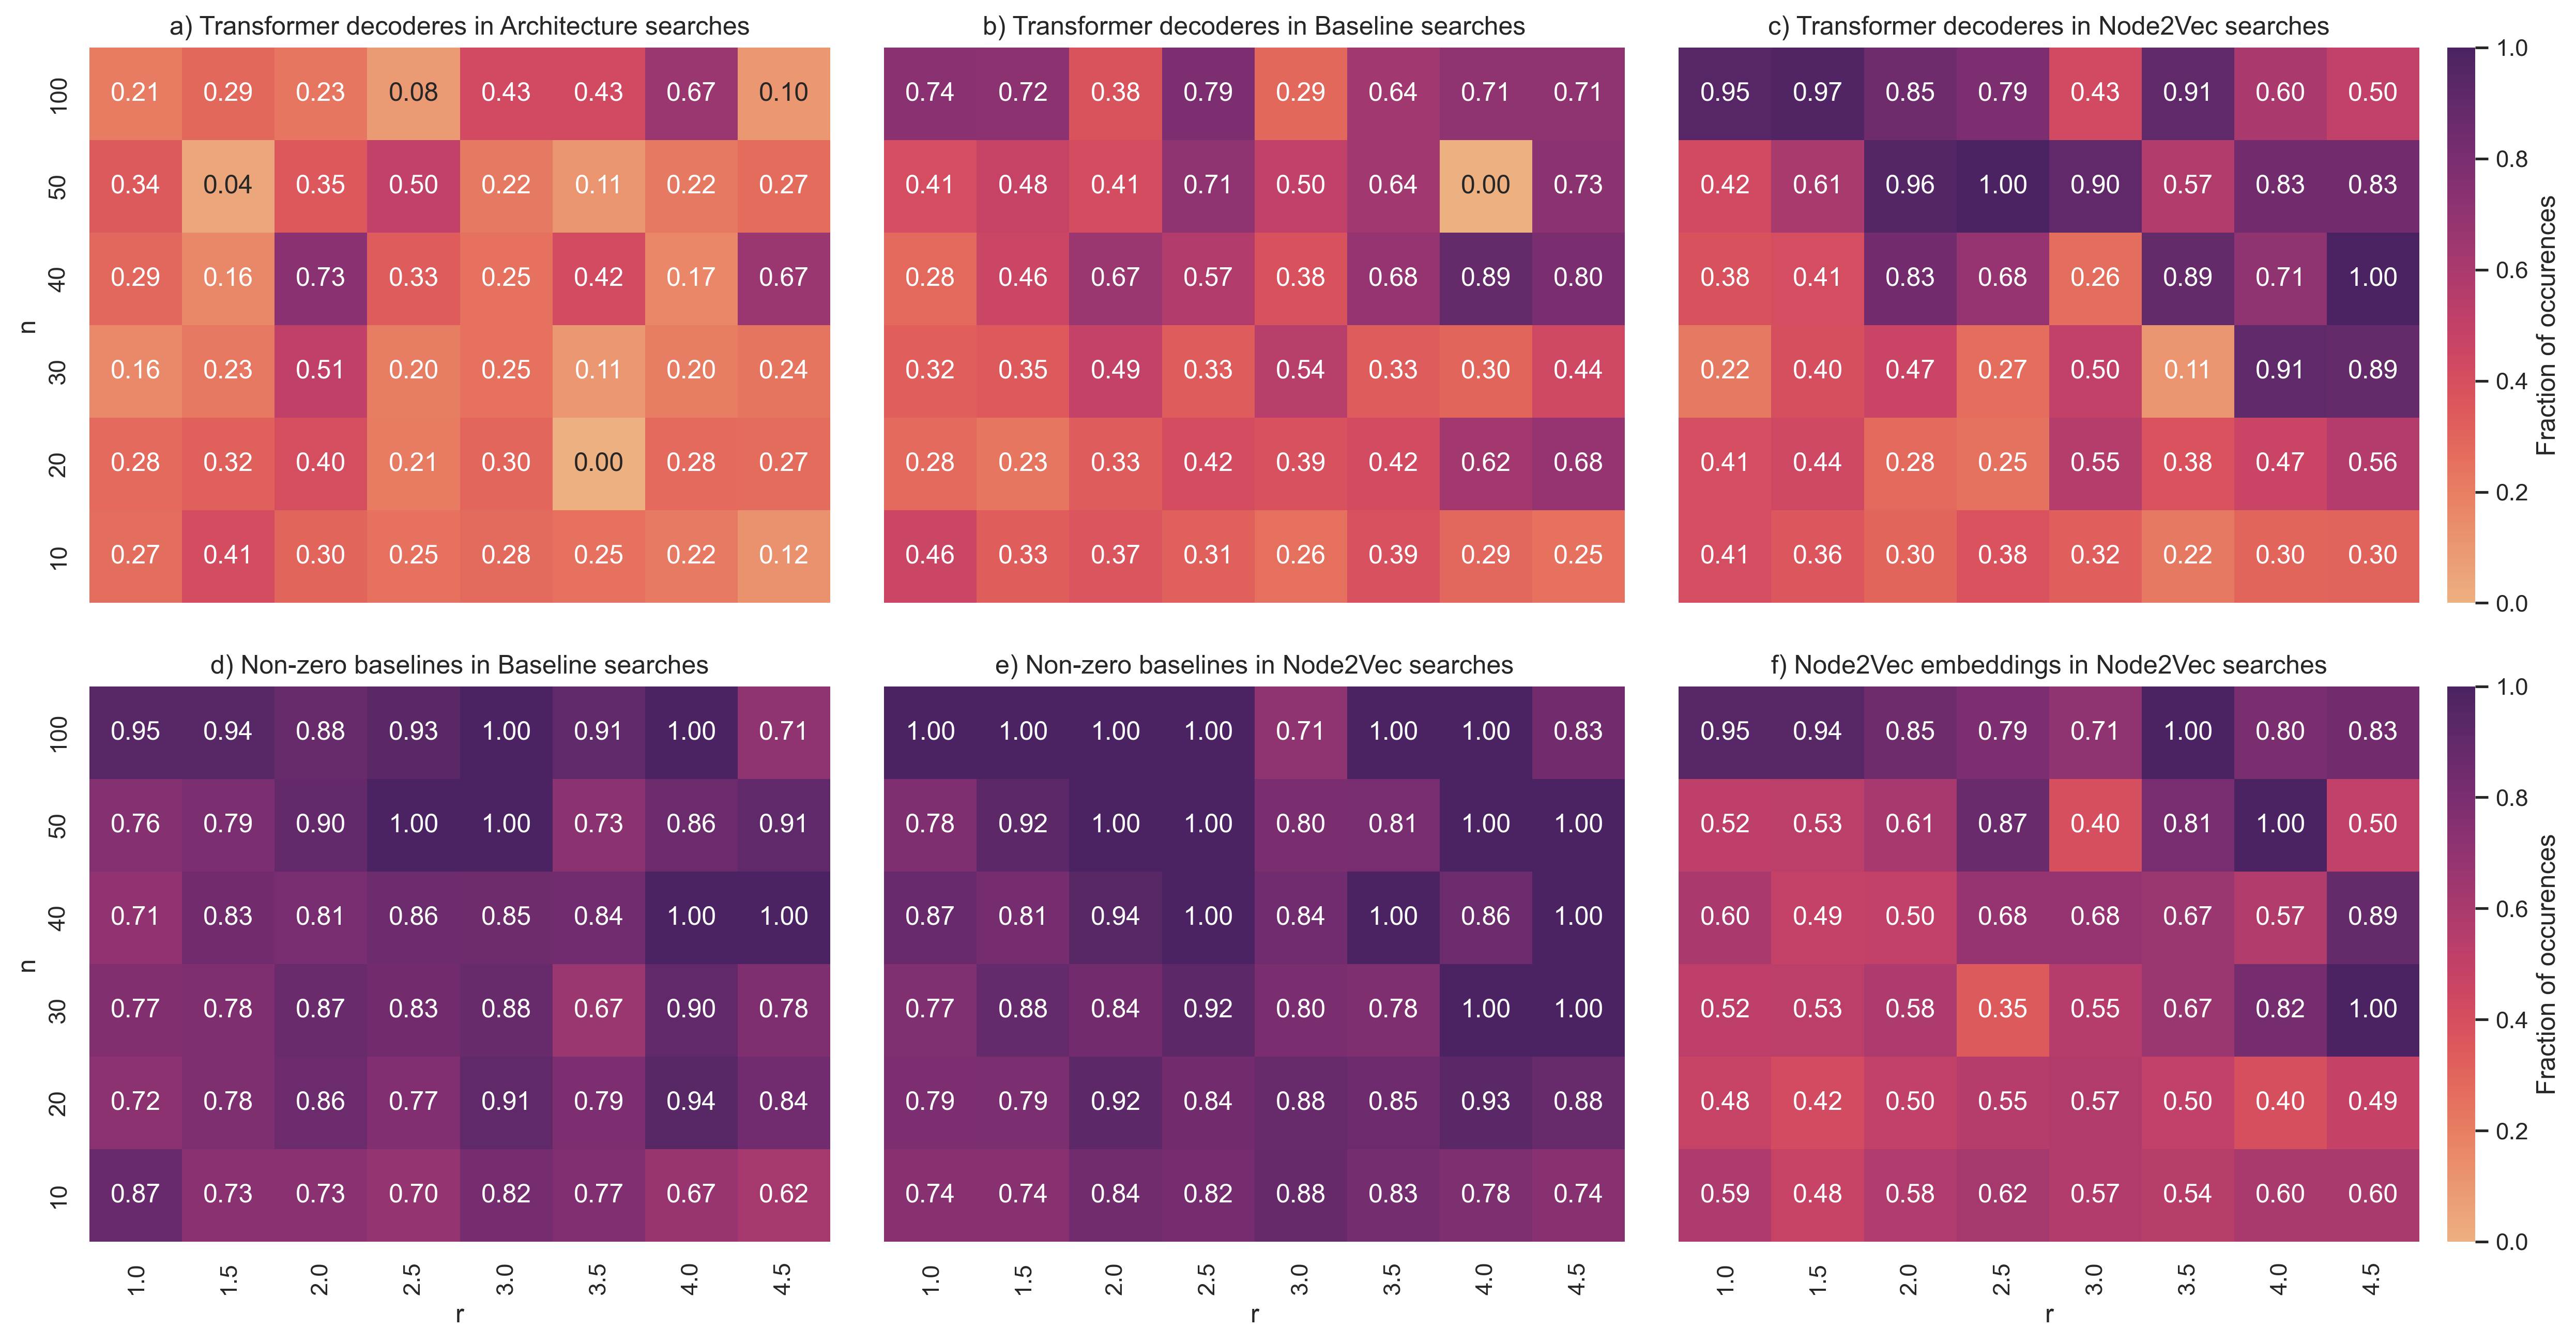 a) Transformer decoderes in Architecture searches
b) Transformer decoderes in Baseline searches
c) Transformer decoderes in Node2Vec searches
100 0.21 0.29 0.23 0.08 0.43 0.43 0.67 0.10 0.74 0.72 0.38 0.79 0.29 0.64 0.71 0.71 0.95 0.97 0.85 0.79 0.43 0.91 0.60 0.50 1.0
50 0.34 0.04 0.35 0.50 0.22 0.11 0.22 0.27 0.41 0.48 0.41 0.71 0.50 0.64 0.00 0.73 0.42 0.61 0.96 1.00 0.90 0.57 0.83 0.83 0.8
40 0.29 0.16 0.73 0.33 0.25 0.42 0.17 0.67 0.28 0.46 0.67 0.57 0.38 0.68 0.89 0.80 0.38 0.41 0.83 0.68 0.26 0.89 0.71 1.00 0.6
n
Fraction of occurences
30 0.16 0.23 0.51 0.20 0.25 0.11 0.20 0.24 0.32 0.35 0.49 0.33 0.54 0.33 0.30 0.44 0.22 0.40 0.47 0.27 0.50 0.11 0.91 0.89 0.4
20 0.28 0.32 0.40 0.21 0.30 0.00 0.28 0.27 0.28 0.23 0.33 0.42 0.39 0.42 0.62 0.68 0.41 0.44 0.28 0.25 0.55 0.38 0.47 0.56 0.2
10 0.27 0.41 0.30 0.25 0.28 0.25 0.22 0.12 0.46 0.33 0.37 0.31 0.26 0.39 0.29 0.25 0.41 0.36 0.30 0.38 0.32 0.22 0.30 0.30 0.0
d) Non-zero baselines in Baseline searches
e) Non-zero baselines in Node2Vec searches
f) Node2Vec embeddings in Node2Vec searches
100 0.95 0.94 0.88 0.93 1.00 0.91 1.00 0.71 1.00 1.00 1.00 1.00 0.71 1.00 1.00 0.83 0.95 0.94 0.85 0.79 0.71 1.00 0.80 0.83 1.0
50 0.76 0.79 0.90 1.00 1.00 0.73 0.86 0.91 0.78 0.92 1.00 1.00 0.80 0.81 1.00 1.00 0.52 0.53 0.61 0.87 0.40 0.81 1.00 0.50 0.8
40 0.71 0.83 0.81 0.86 0.85 0.84 1.00 1.00 0.87 0.81 0.94 1.00 0.84 1.00 0.86 1.00 0.60 0.49 0.50 0.68 0.68 0.67 0.57 0.89 0.6
n
Fraction of occurences
30 0.77 0.78 0.87 0.83 0.88 0.67 0.90 0.78 0.77 0.88 0.84 0.92 0.80 0.78 1.00 1.00 0.52 0.53 0.58 0.35 0.55 0.67 0.82 1.00 0.4
20 0.72 0.78 0.86 0.77 0.91 0.79 0.94 0.84 0.79 0.79 0.92 0.84 0.88 0.85 0.93 0.88 0.48 0.42 0.50 0.55 0.57 0.50 0.40 0.49 0.2
10 0.87 0.73 0.73 0.70 0.82 0.77 0.67 0.62 0.74 0.74 0.84 0.82 0.88 0.83 0.78 0.74 0.59 0.48 0.58 0.62 0.57 0.54 0.60 0.60 0.0
1.0 1.5 2.0 2.5 3.0 3.5 4.0 4.5 1.0 1.5 2.0 2.5 3.0 3.5 4.0 4.5 1.0 1.5 2.0 2.5 3.0 3.5 4.0 4.5
r r r